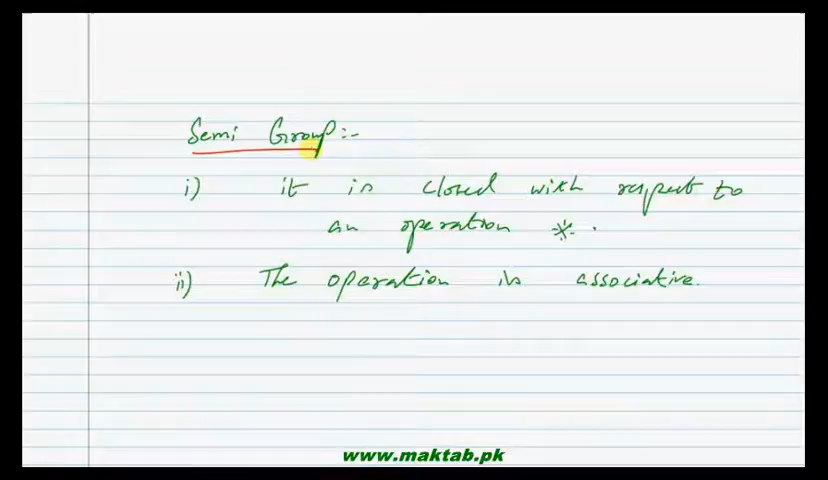 Semi Group:-
i) it is closed with respect to
an operation * .
ii) The operation is associative.
www.maktab.pk